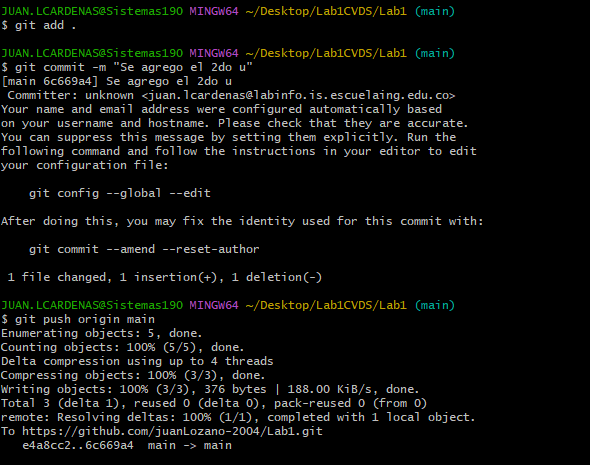 JUAN.LCARDENAS@Sistemas190 MINGW64 ~/Desktop/Lab1CVDS/Lab1 (main)
$ git add .
JUAN.LCARDENAS@Sistemas190 MINGW64 ~/Desktop/Lab1CVDS/Lab1 (main)
$ git commit -m "Se agrego el 2do u"
[main 6c669a4] Se agrego el 2do u
 Committer: unknown <juan.lcardenas@labinfo.is.escuelaing.edu.co>
Your name and email address were configured automatically based
on your username and hostname. Please check that they are accurate.
You can suppress this message by setting them explicitly. Run the
following command and follow the instructions in your editor to edit
your configuration file:
    git config --global --edit
After doing this, you may fix the identity used for this commit with:
    git commit --amend --reset-author
 1 file changed, 1 insertion(+), 1 deletion(-)
JUAN.LCARDENAS@Sistemas190 MINGW64 ~/Desktop/Lab1CVDS/Lab1 (main)
$ git push origin main
Enumerating objects: 5, done.
Counting objects: 100% (5/5), done.
Delta compression using up to 4 threads
Compressing objects: 100% (3/3), done.
Writing objects: 100% (3/3), 376 bytes | 188.00 KiB/s, done.
Total 3 (delta 1), reused 0 (delta 0), pack-reused 0 (from 0)
remote: Resolving deltas: 100% (1/1), completed with 1 local object.
To https://github.com/juanLozano-2004/Lab1.git
   e4a8cc2..6c669a4  main -> main